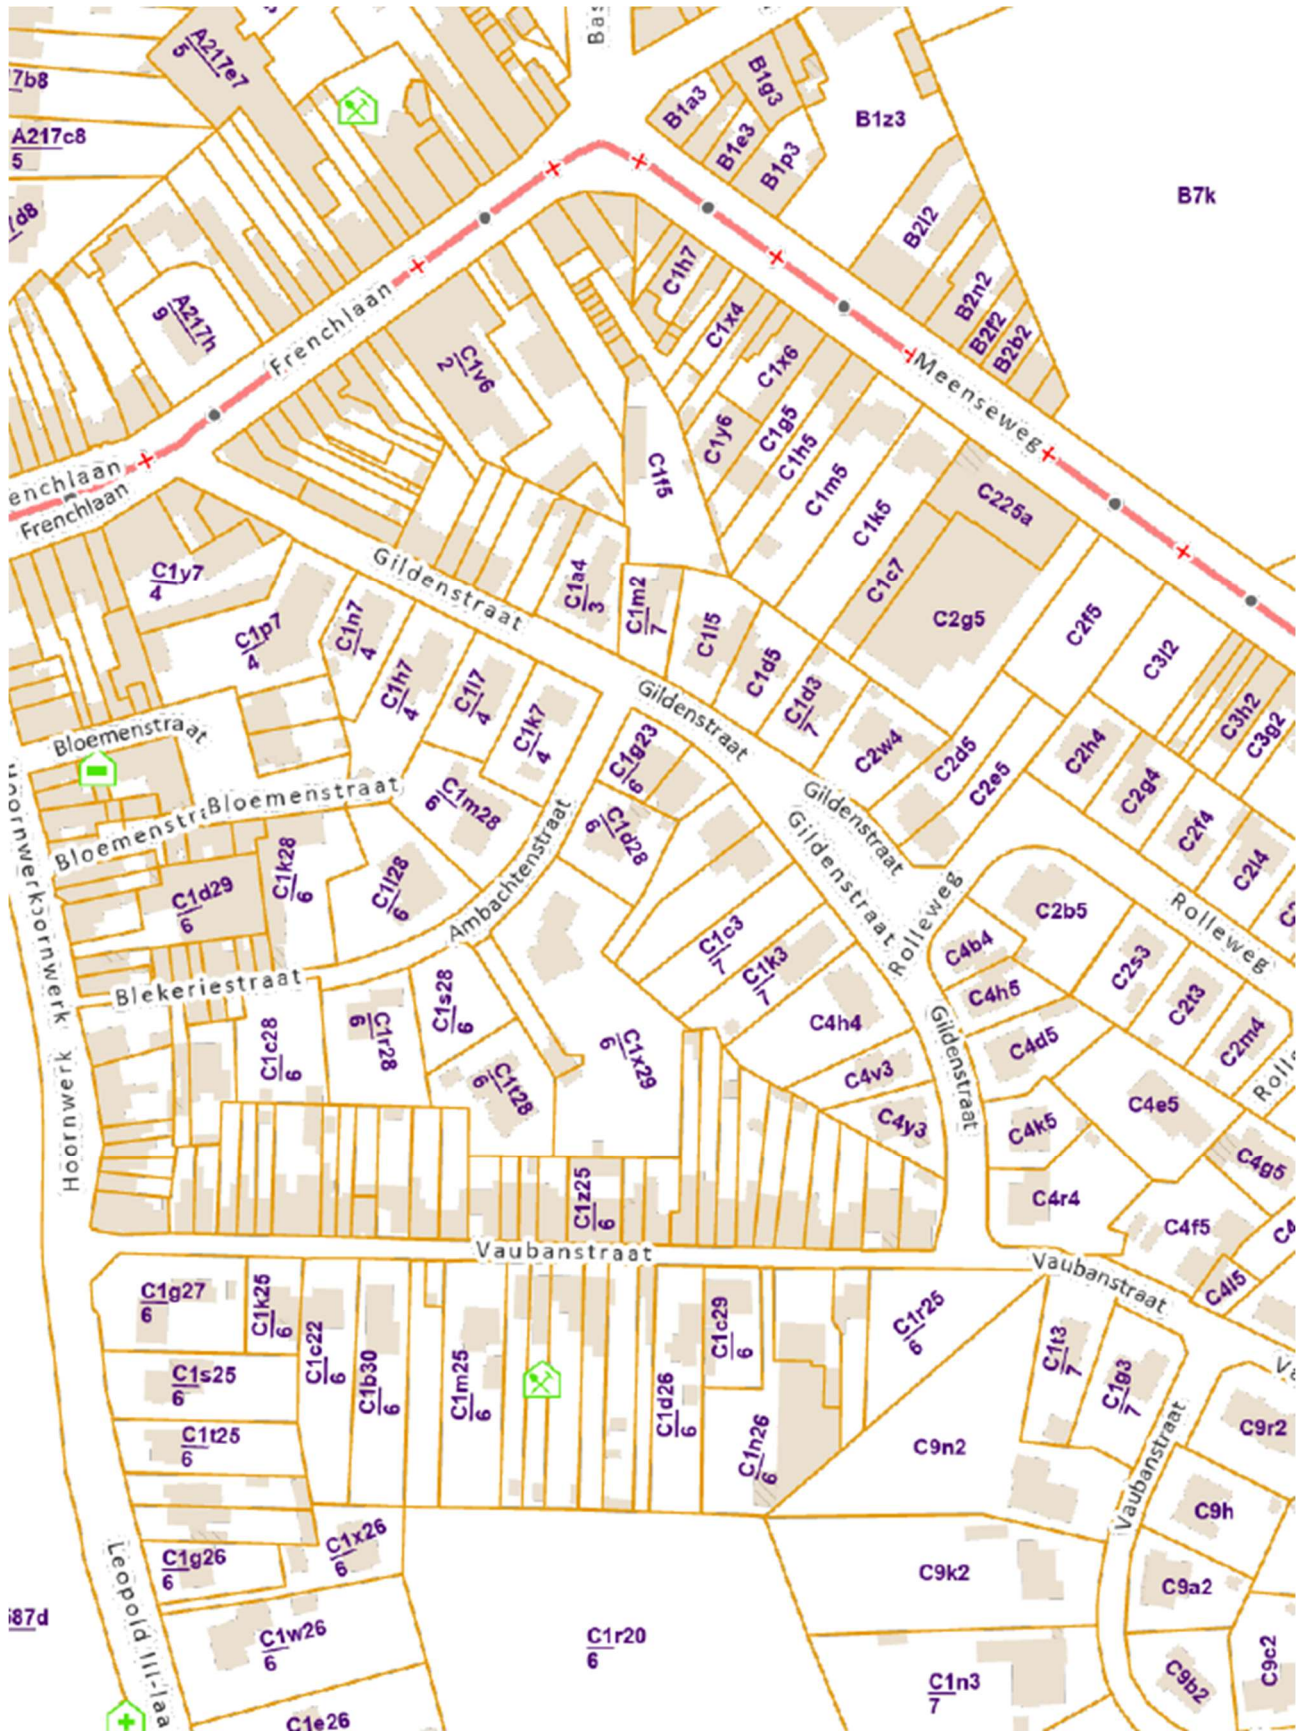 A217e7
5
7b8
A217c8
5
7d8
Bas
B1a3
B1g3
B1e3
B1p3
B1z3
B7k
B2l2
B2n2
B2f2
B2b2
A217h
9
Frenchlaan
C1h7
C1x4
C1x6
C1v6
2
Meenseweg
C1y6
C1g5
C1h5
C1m5
C1f5
C1k5
C225a
C1c7
C2g5
enchlaan
Frenchlaan
C1y7
4
C1p7
4
C1n7
4
Gildenstraat
C1a4
3
C1m2
7
C1l5
C1d5
C1d3
7
C2f5
C3l2
C3h2
C3g2
C1h7
4
C1l7
4
C1k7
4
Gildenstraat
C1g23
6
C2w4
C2d5
C2e5
C2h4
C2g4
C2f4
C2l4
Bloemenstraat
Bloemenstraat
Bloemenstra
C1m28
6
C1d28
6
Gildenstraat
Gildenstraat
C1d29
6
C1k28
6
C1l28
6
Ambachtenstraat
Rolleweg
Rolleweg
C2b5
C4b4
C2s3
C2t3
C2m4
C4h5
C4d5
C1c3
7
C1k3
7
C4h4
Blekeriestraat
C1s28
6
C1c28
6
C1r28
6
C1t28
6
C1x29
6
C4v3
C4y3
Gildenstraat
C4k5
C4e5
C4g5
Roll
Hoornwerk
C1z25
6
C4r4
C4f5
C4l5
C4
Vaubanstraat
Vaubanstraat
C1g27
6
C1k25
6
C1c22
6
C1b30
6
C1m25
6
C1d26
6
C1c29
6
C1n26
6
C1r25
6
C1t3
7
C1g3
7
C1s25
6
C1t25
6
C9n2
C9r2
Vaubanstraat
C9h
C1x26
6
C1g26
6
C9k2
C9a2
Leopold III-laa
587d
C1w26
6
C1r20
6
C1n3
7
C9b2
C9c2
C1e26